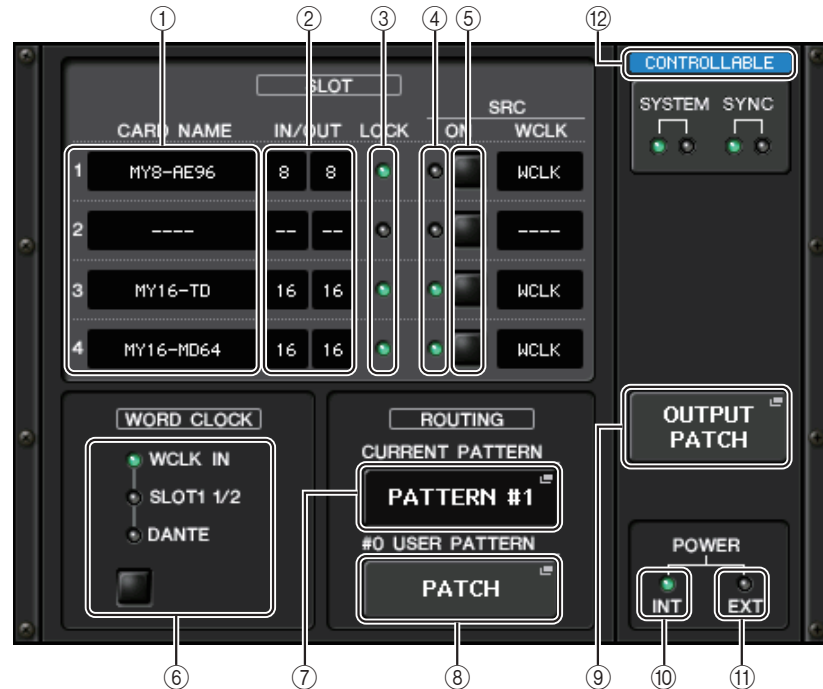 ① ② ③ ④ ⑤ ⑫
SLOT
SRC
CARD NAME IN/OUT LOCK ON WCLK
1 MY8-AE96 8 8 WCLK
2 ---- -- -- ----
3 MY16-TD 16 16 WCLK
4 MY16-MD64 16 16 WCLK
CONTROLLABLE
SYSTEM SYNC
WORD CLOCK
WCLK IN
SLOT1 1/2
DANTE
ROUTING
CURRENT PATTERN
PATTERN #1
#0 USER PATTERN
PATCH
OUTPUT
PATCH
POWER
INT EXT
⑥ ⑦ ⑧ ⑨ ⑩ ⑪